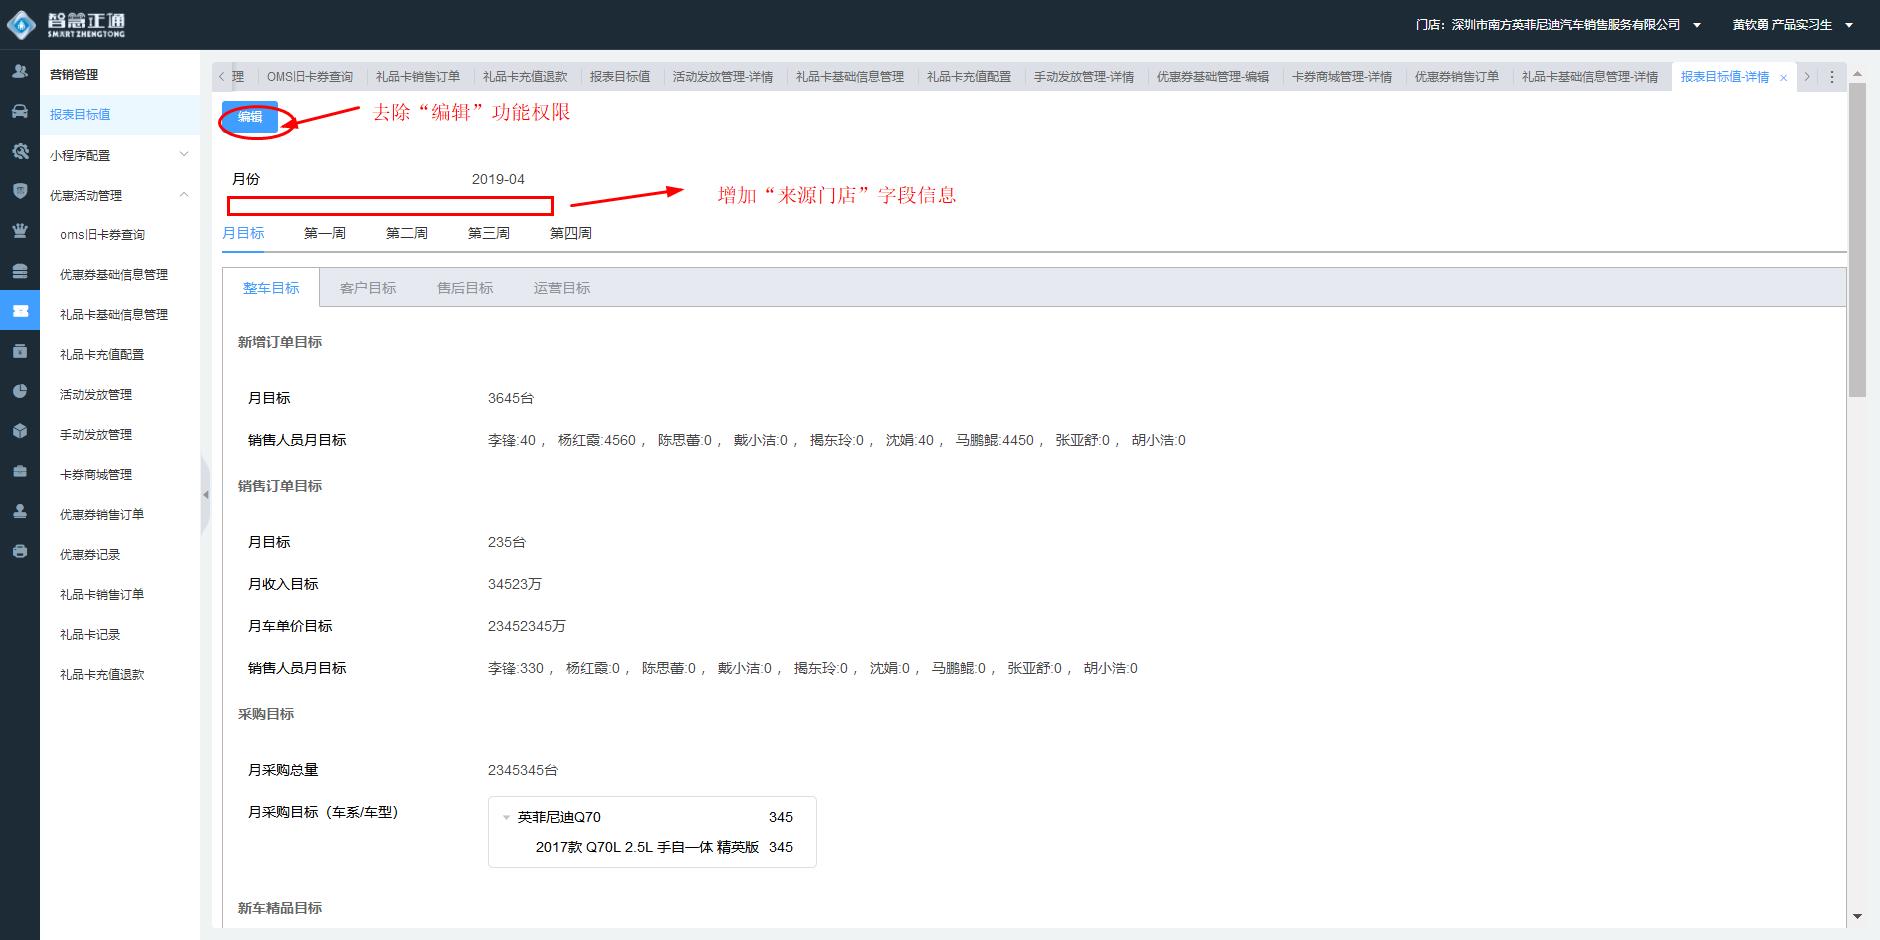 智慧正通
SMART ZHENGTONG
门店：深圳市南方英菲尼迪汽车销售服务有限公司
黄钦勇 产品实习生
营销管理
报表目标值
小程序配置
优惠活动管理
oms旧卡券查询
优惠券基础信息管理
礼品卡基础信息管理
礼品卡充值配置
活动发放管理
手动发放管理
卡券商城管理
优惠券销售订单
优惠券记录
礼品卡销售订单
礼品卡记录
礼品卡充值退款
理 OMS旧卡券查询 礼品卡销售订单 礼品卡充值退款 报表目标值 活动发放管理-详情 礼品卡基础信息管理 礼品卡充值配置 手动发放管理-详情 优惠券基础管理-编辑 卡券商城管理-详情 优惠券销售订单 礼品卡基础信息管理-详情 报表目标值-详情
编辑
去除“编辑”功能权限
月份 2019-04
增加“来源门店”字段信息
月目标 第一周 第二周 第三周 第四周
整车目标 客户目标 售后目标 运营目标
新增订单目标
月目标 3645台
销售人员月目标 李锋:40， 杨红霞:4560， 陈思蕾:0， 戴小洁:0， 揭东玲:0， 沈娟:40， 马鹏鲲:4450， 张亚舒:0， 胡小浩:0
销售订单目标
月目标 235台
月收入目标 34523万
月车单价目标 23452345万
销售人员月目标 李锋:330， 杨红霞:0， 陈思蕾:0， 戴小洁:0， 揭东玲:0， 沈娟:0， 马鹏鲲:0， 张亚舒:0， 胡小浩:0
采购目标
月采购总量 2345345台
月采购目标（车系/车型）
英菲尼迪Q70 345
2017款 Q70L 2.5L 手自一体 精英版 345
新车精品目标